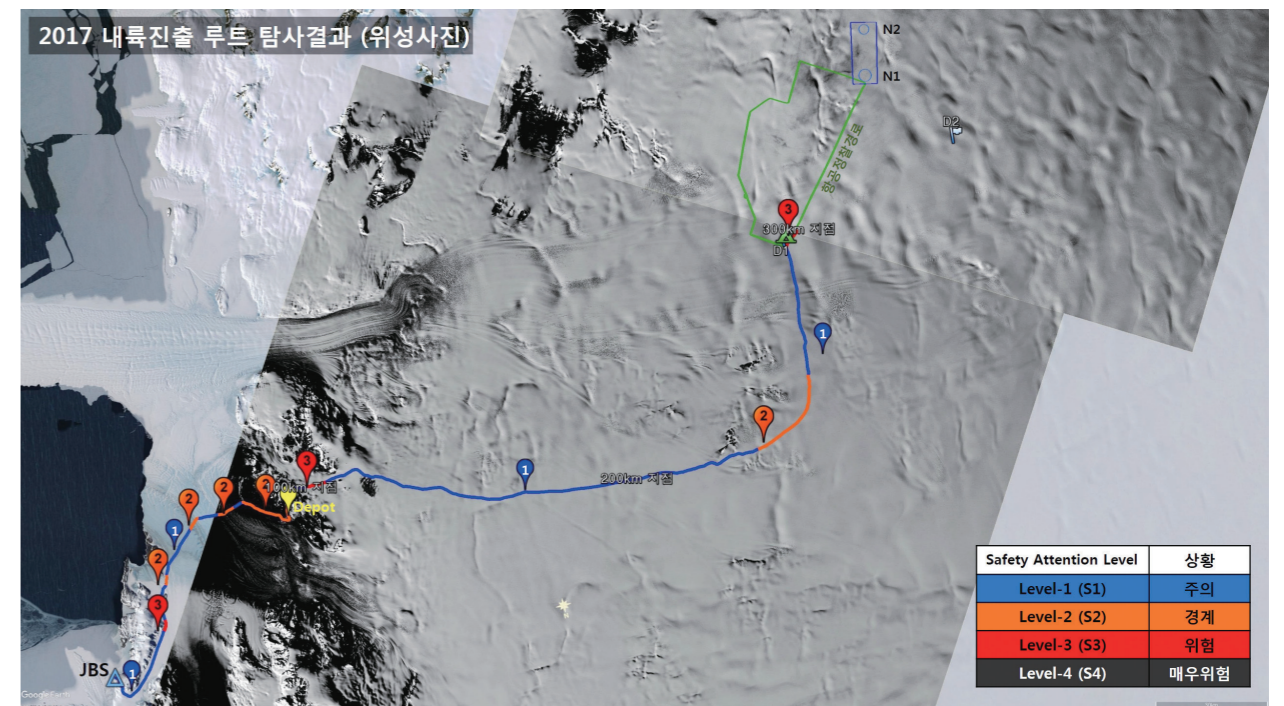 2017 내륙진출 루트 탐사결과 (위성사진)
N2
N1
D2
항공정찰경로
3
300km 지점
D1
1
2
3
1
200km 지점
2
2
2
100km 지점
Depot
1
2
3
JBS
1
Google Earth
Safety Attention Level 상황
Level-1 (S1) 주의
Level-2 (S2) 경계
Level-3 (S3) 위험
Level-4 (S4) 매우위험